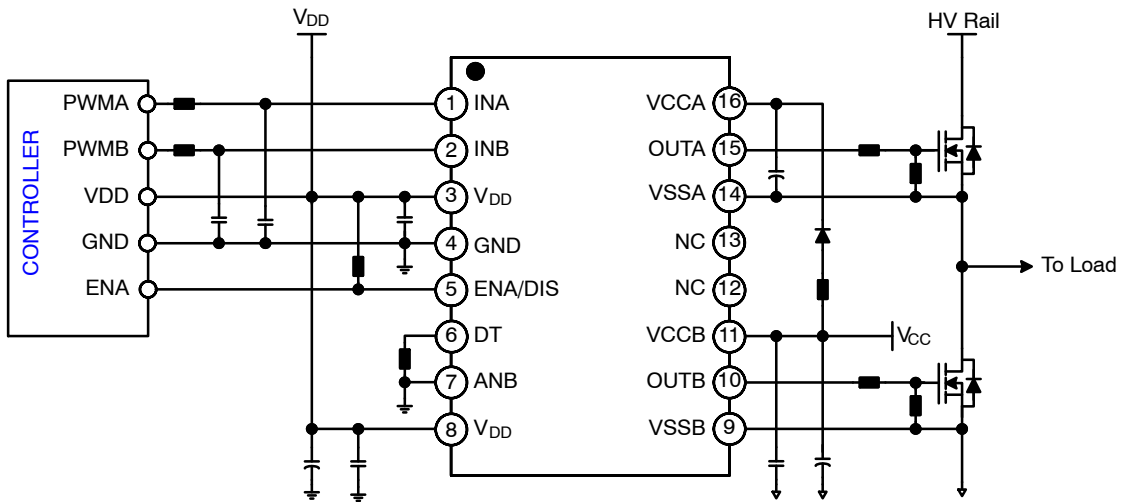 VDD
HV Rail
CONTROLLER
PWMA
PWMB
VDD
GND
ENA
1 INA
2 INB
3 VDD
4 GND
5 ENA/DIS
6 DT
7 ANB
8 VDD
VCCA 16
OUTA 15
VSSA 14
NC 13
NC 12
VCCB 11
OUTB 10
VSSB 9
To Load
VCC